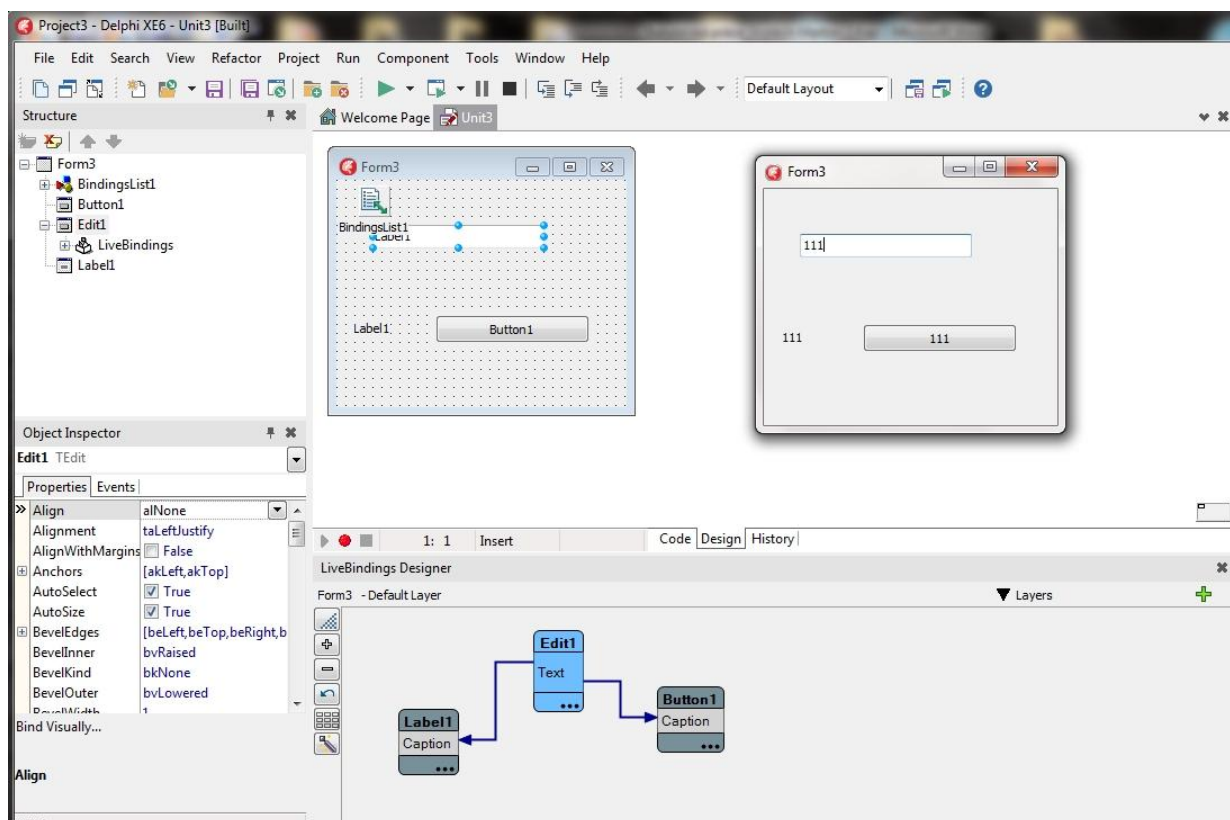 Project3 - Delphi XE6 - Unit3 [Built]
File Edit Search View Refactor Project Run Component Tools Window Help
Default Layout
Structure
Welcome Page Unit3
Form3
BindingsList1
Button1
Edit1
LiveBindings
Label1
Form3
BindingsList1
Label1
Label1
Button1
Form3
111
111
111
Object Inspector
Edit1 TEdit
Properties Events
Align alNone
Alignment taLeftJustify
AlignWithMargins False
Anchors [akLeft,akTop]
AutoSelect True
AutoSize True
BevelEdges [beLeft,beTop,beRight,b
BevelInner bvRaised
BevelKind bkNone
BevelOuter bvLowered
BevelWidth 1
Bind Visually...
Align
1: 1 Insert
Code Design History
LiveBindings Designer
Form3 - Default Layer
Layers
Edit1
Text
Label1
Caption
Button1
Caption